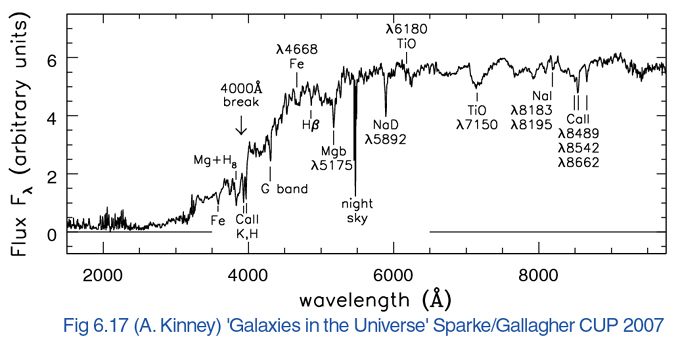 λ6180
TiO
λ4668
Fe
4000Å
break
Hβ
Mg+H8
Mgb
λ5175
NaD
λ5892
TiO
λ7150
NaI
λ8183
λ8195
CaII
λ8489
λ8542
λ8662
G band
night
sky
Fe
CaII
K,H
6
4
2
0
Flux Fλ (arbitrary units)
2000 4000 6000 8000
wavelength (Å)
Fig 6.17 (A. Kinney) 'Galaxies in the Universe' Sparke/Gallagher CUP 2007